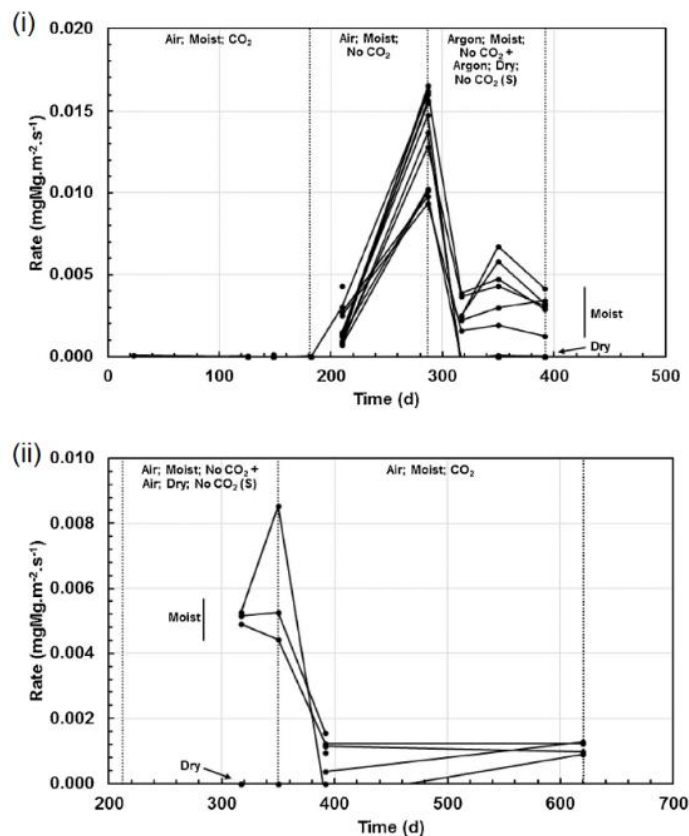 (i)
Air; Moist; CO₂
Air; Moist;
No CO₂
Argon; Moist;
No CO₂ +
Argon; Dry;
No CO₂ (S)
Rate (mgMg.m⁻².s⁻¹)
0.020
0.015
0.010
0.005
0.000
Moist
Dry
0
100
200
300
400
500
Time (d)
(ii)
Air; Moist; No CO₂ +
Air; Dry; No CO₂ (S)
Air; Moist; CO₂
Rate (mgMg.m⁻².s⁻¹)
0.010
0.008
0.006
0.004
0.002
0.000
Moist
Dry
200
300
400
500
600
700
Time (d)